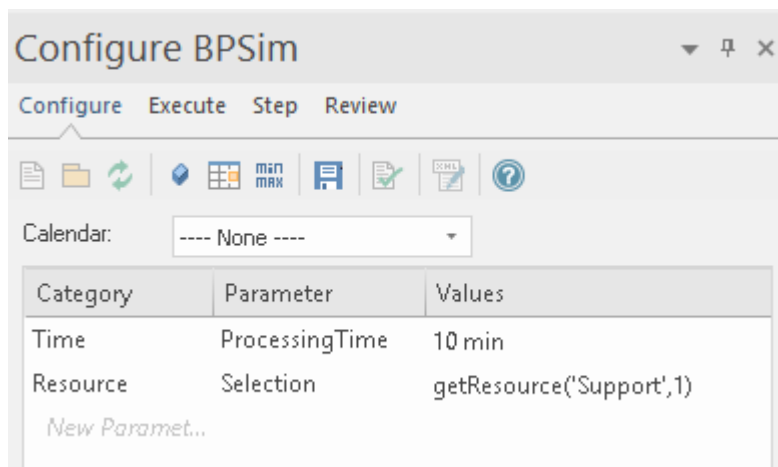 Configure BPSim
Configure Execute Step Review
min
max
XML
Calendar: ---- None ----
Category Parameter Values
Time ProcessingTime 10 min
Resource Selection getResource('Support',1)
New Paramet...